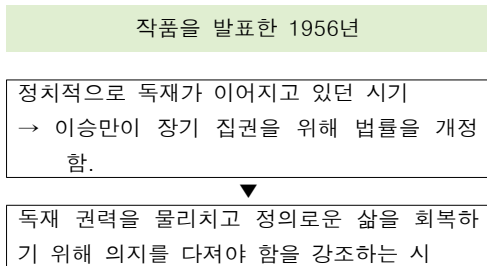 작품을 발표한 1956년
정치적으로 독재가 이어지고 있던 시기
→ 이승만이 장기 집권을 위해 법률을 개정
함.
▼
독재 권력을 물리치고 정의로운 삶을 회복하
기 위해 의지를 다져야 함을 강조하는 시